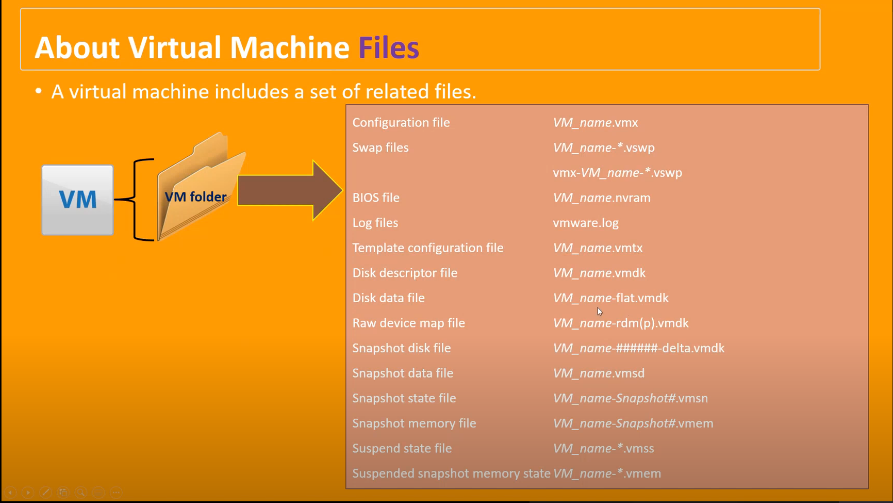 About Virtual Machine Files
• A virtual machine includes a set of related files.
VM
VM folder
Configuration file VM_name.vmx
Swap files VM_name-*.vswp
vmx-VM_name-*.vswp
BIOS file VM_name.nvram
Log files vmware.log
Template configuration file VM_name.vmtx
Disk descriptor file VM_name.vmdk
Disk data file VM_name-flat.vmdk
Raw device map file VM_name-rdm(p).vmdk
Snapshot disk file VM_name-######-delta.vmdk
Snapshot data file VM_name.vmsd
Snapshot state file VM_name-Snapshot#.vmsn
Snapshot memory file VM_name-Snapshot#.vmem
Suspend state file VM_name-*.vmss
Suspended snapshot memory state VM_name-*.vmem